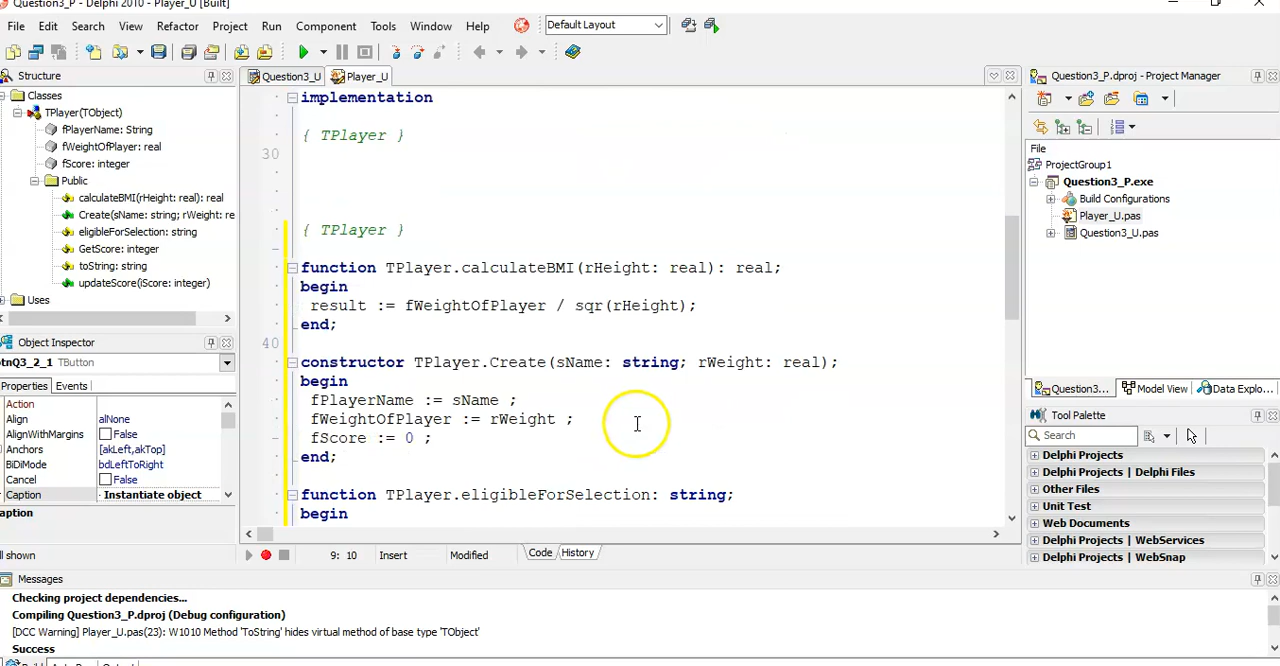 Question3_P - Delphi 2010 - Player_U [Built]
File Edit Search View Refactor Project Run Component Tools Window Help Default Layout
Structure
Classes
TPlayer(TObject)
fPlayerName: String
fWeightOfPlayer: real
fScore: integer
Public
calculateBMI(rHeight: real): real
Create(sName: string; rWeight: re
eligibleForSelection: string
GetScore: integer
toString: string
updateScore(iScore: integer)
Uses
Object Inspector
tnQ3_2_1 TButton
Properties Events
Action
Align alNone
AlignWithMargins False
Anchors [akLeft,akTop]
BiDiMode bdLeftToRight
Cancel False
Caption Instantiate object
aption
ll shown
Question3_U Player_U
implementation
{ TPlayer }
30
{ TPlayer }
function TPlayer.calculateBMI(rHeight: real): real;
begin
result := fWeightOfPlayer / sqr(rHeight);
end;
40
constructor TPlayer.Create(sName: string; rWeight: real);
begin
fPlayerName := sName ;
fWeightOfPlayer := rWeight ;
fScore := 0 ;
end;
function TPlayer.eligibleForSelection: string;
begin
9: 10 Insert Modified Code History
Question3_P.dproj - Project Manager
File
ProjectGroup1
Question3_P.exe
Build Configurations
Player_U.pas
Question3_U.pas
Question3... Model View Data Explo...
Tool Palette
Search
Delphi Projects
Delphi Projects | Delphi Files
Other Files
Unit Test
Web Documents
Delphi Projects | WebServices
Delphi Projects | WebSnap
Messages
Checking project dependencies...
Compiling Question3_P.dproj (Debug configuration)
[DCC Warning] Player_U.pas(23): W1010 Method 'ToString' hides virtual method of base type 'TObject'
Success